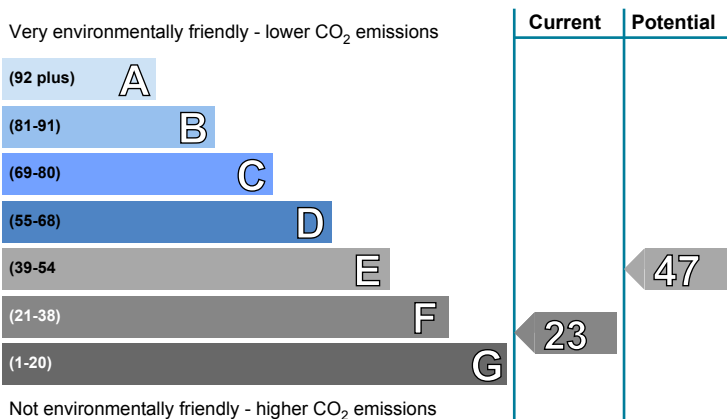 Very environmentally friendly - lower CO₂ emissions
Current
Potential
(92 plus) A
(81-91) B
(69-80) C
(55-68) D
(39-54 E
47
(21-38) F
23
(1-20) G
Not environmentally friendly - higher CO₂ emissions